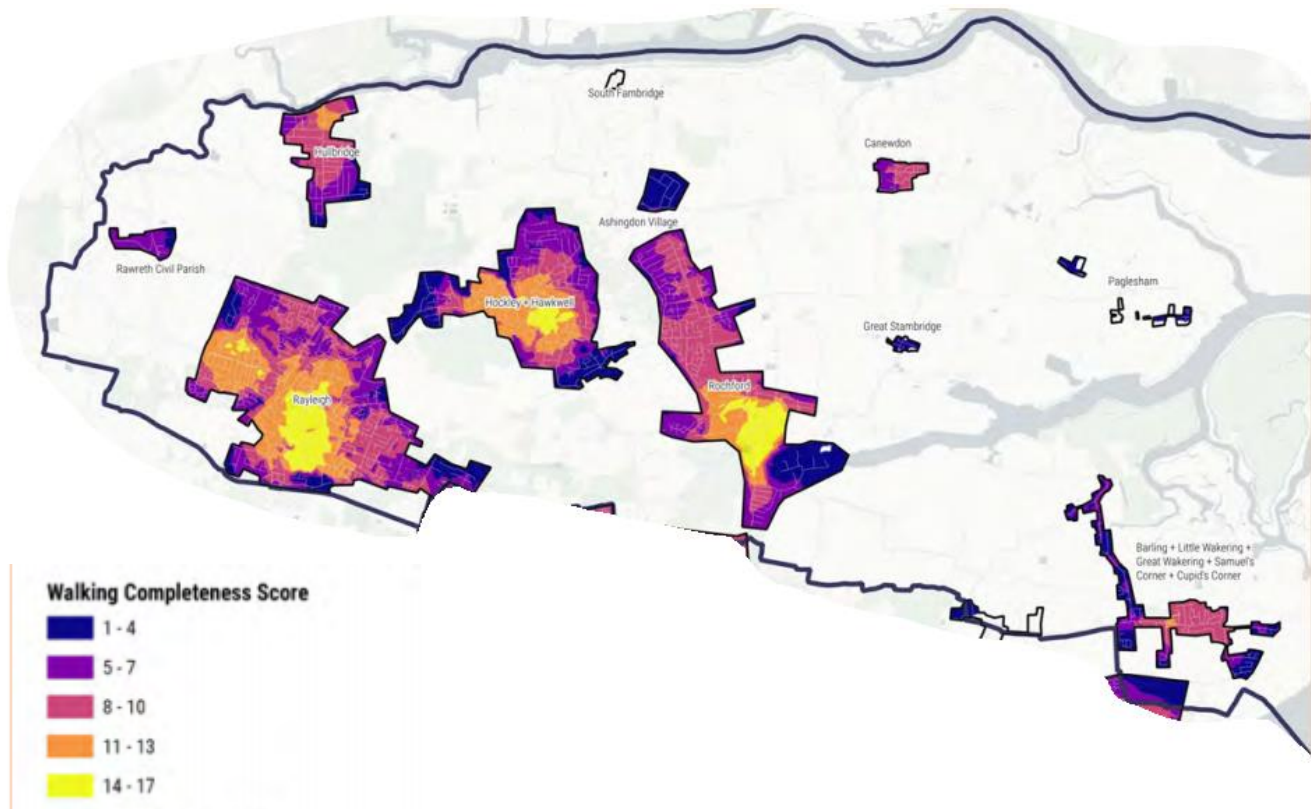 South Fambridge
Canewdon
Hullbridge
Ashingdon Village
Rawreth Civil Parish
Paglesham
Hockley + Hawkwell
Great Stambridge
Rochford
Rayleigh
Barling + Little Wakering +
Great Wakering + Samuel's
Corner + Cupid's Corner
Walking Completeness Score
1 - 4
5 - 7
8 - 10
11 - 13
14 - 17